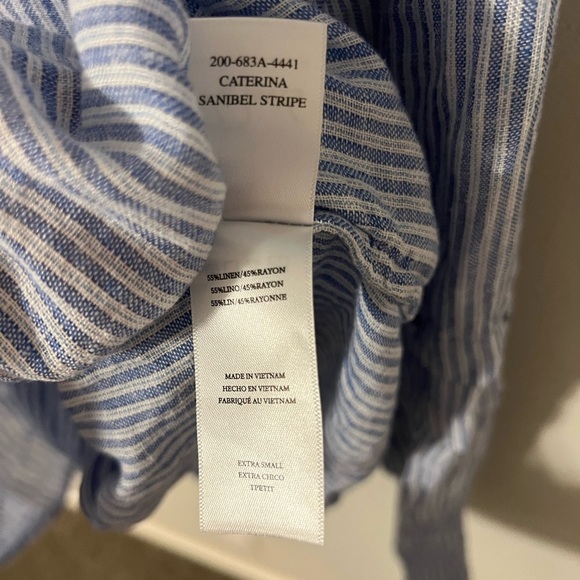 200-683A-4441
CATERINA
SANIBEL STRIPE
55%LINEN/45%RAYON
55%LINO/45%RAYON
55%LIN/45%RAYONNE
MADE IN VIETNAM
HECHO EN VIETNAM
FABRIQUÉ AU VIETNAM
EXTRA SMALL
EXTRA CHICO
TPETIT